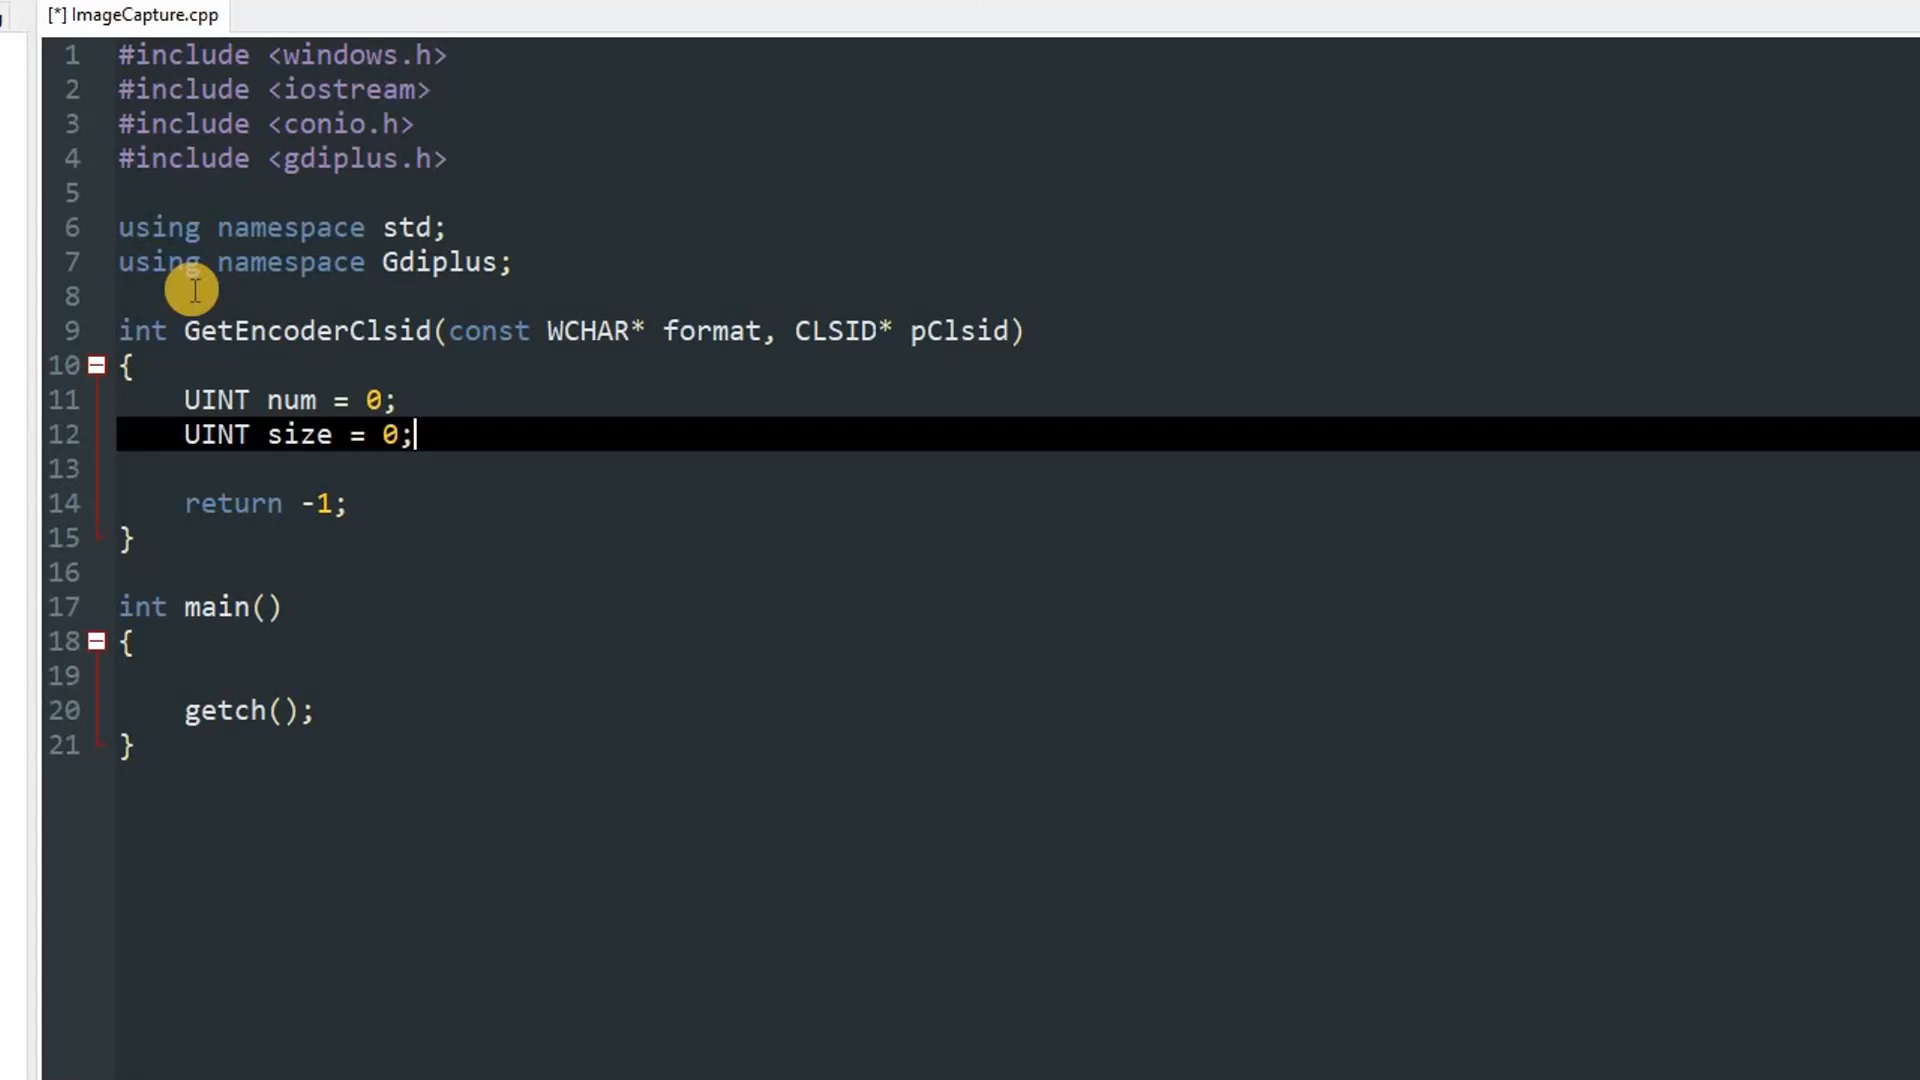 [*] ImageCapture.cpp
1 #include <windows.h>
2 #include <iostream>
3 #include <conio.h>
4 #include <gdiplus.h>
5
6 using namespace std;
7 using namespace Gdiplus;
8
9 int GetEncoderClsid(const WCHAR* format, CLSID* pClsid)
10 {
11 UINT num = 0;
12 UINT size = 0;
13
14 return -1;
15 }
16
17 int main()
18 {
19
20 getch();
21 }